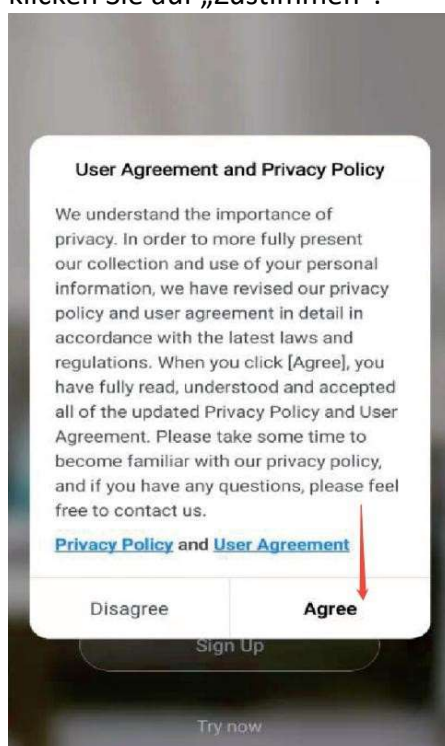 klicken Sie auf „Zustimmen“.
User Agreement and Privacy Policy
We understand the importance of
privacy. In order to more fully present
our collection and use of your personal
information, we have revised our privacy
policy and user agreement in detail in
accordance with the latest laws and
regulations. When you click [Agree], you
have fully read, understood and accepted
all of the updated Privacy Policy and User
Agreement. Please take some time to
become familiar with our privacy policy,
and if you have any questions, please feel
free to contact us.
Privacy Policy and User Agreement
Disagree Agree
Sign Up
Try now